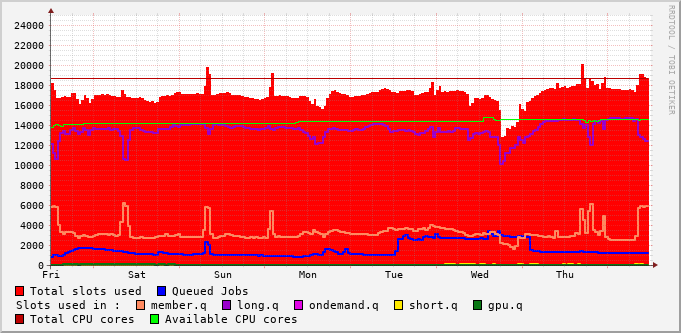 RRDTOOL / TOBI OETIKER
24000
22000
20000
18000
16000
14000
12000
10000
8000
6000
4000
2000
0
Fri Sat Sun Mon Tue Wed Thu
Total slots used Queued Jobs
Slots used in : member.q long.q ondemand.q short.q gpu.q
Total CPU cores Available CPU cores